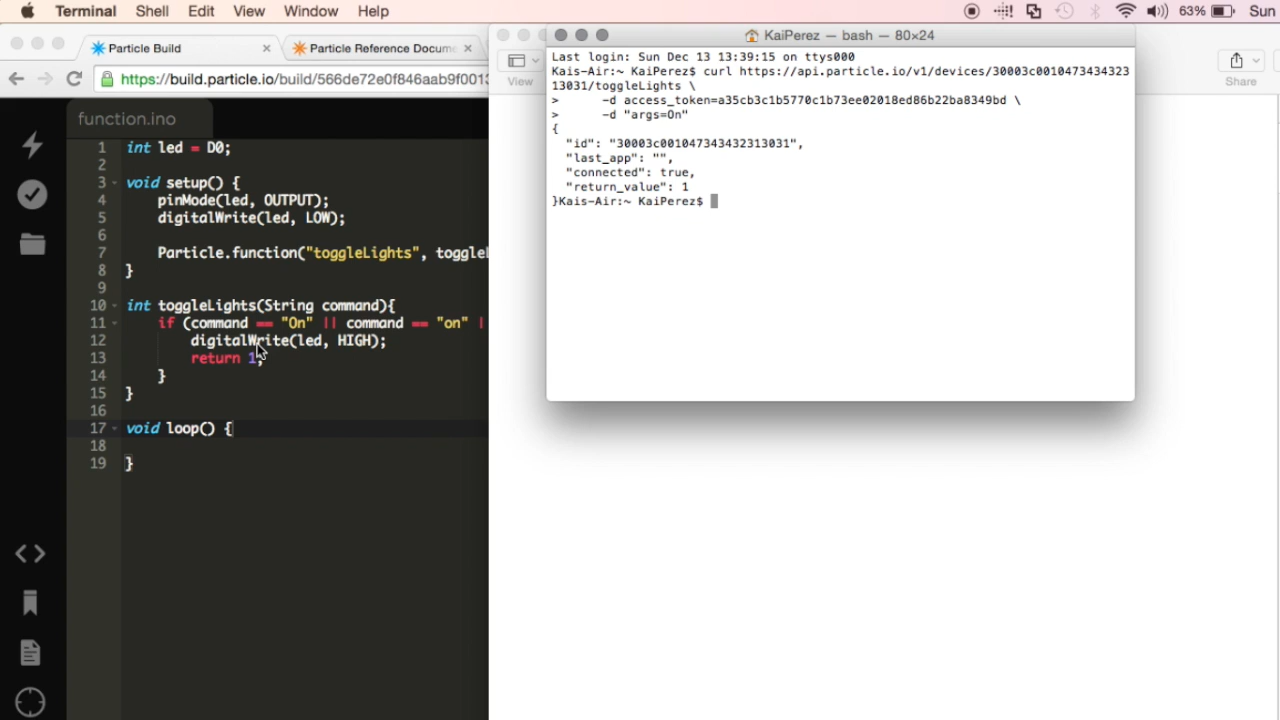 Terminal Shell Edit View Window Help 63% Sun
Particle Build × Particle Reference Docume ×
https://build.particle.io/build/566de72e0f846aab9f0013
function.ino
1 int led = D0;
2
3 void setup() {
4 pinMode(led, OUTPUT);
5 digitalWrite(led, LOW);
6
7 Particle.function("toggleLights", toggleL
8 }
9
10 int toggleLights(String command){
11 if (command == "On" || command == "on" |
12 digitalWrite(led, HIGH);
13 return 1;
14 }
15 }
16
17 void loop() {
18
19 }
View
Share
KaiPerez — bash — 80×24
Last login: Sun Dec 13 13:39:15 on ttys000
Kais-Air:~ KaiPerez$ curl https://api.particle.io/v1/devices/30003c0010473434323
13031/toggleLights \
> -d access_token=a35cb3c1b5770c1b73ee02018ed86b22ba8349bd \
> -d "args=On"
{
"id": "30003c001047343432313031",
"last_app": "",
"connected": true,
"return_value": 1
}Kais-Air:~ KaiPerez$